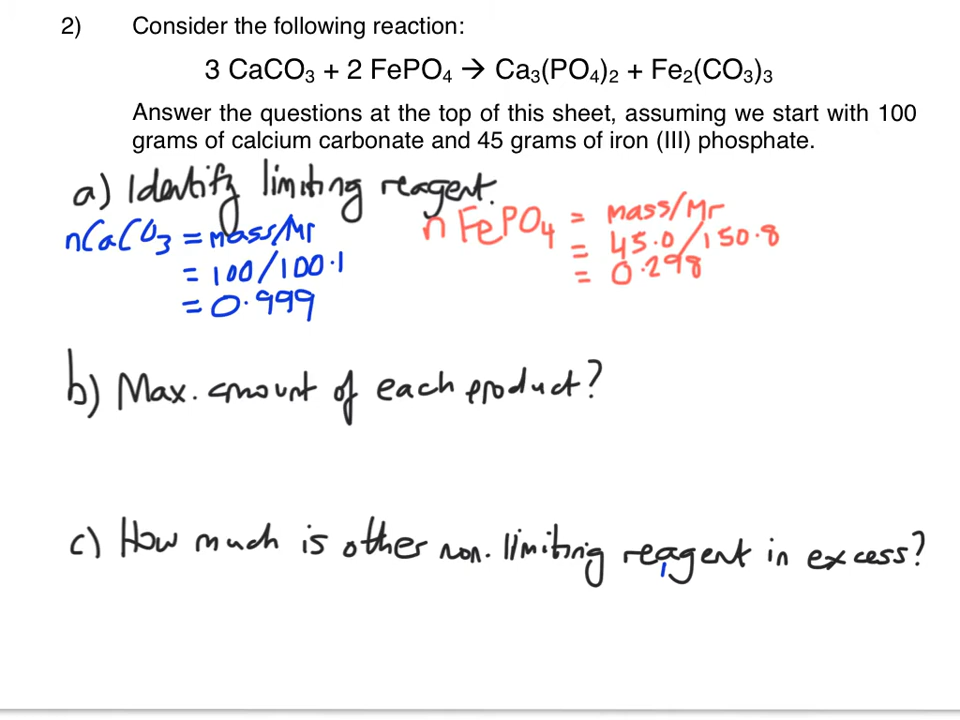 2) Consider the following reaction:
3 CaCO₃ + 2 FePO₄ → Ca₃(PO₄)₂ + Fe₂(CO₃)₃
Answer the questions at the top of this sheet, assuming we start with 100
grams of calcium carbonate and 45 grams of iron (III) phosphate.
a) Identify limiting reagent.
nCaCO₃ = mass/Mr
= 100/100.1
= 0.999
n FePO₄ = mass/Mr
= 45.0/150.8
= 0.298
b) Max. amount of each product?
c) How much is other non. limiting reagent in excess?